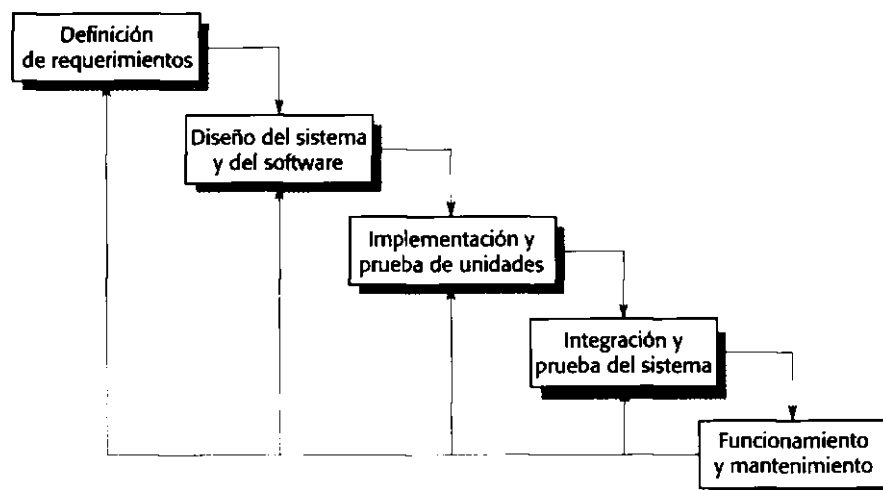 Definición
de requerimientos
Diseño del sistema
y del software
Implementación y
prueba de unidades
Integración y
prueba del sistema
Funcionamiento
y mantenimiento